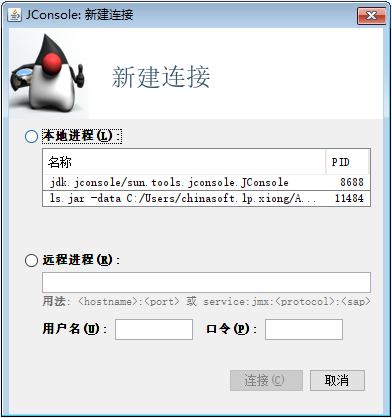 JConsole: 新建连接
新建连接
本地进程(L):
名称 PID
jdk.jconsole/sun.tools.jconsole.JConsole 8688
ls.jar -data C:/Users/chinasoft.lp.xiong/A... 11484
远程进程(R):
用法: <hostname>:<port> 或 service:jmx:<protocol>:<sap>
用户名(U): 口令(P):
连接(C) 取消